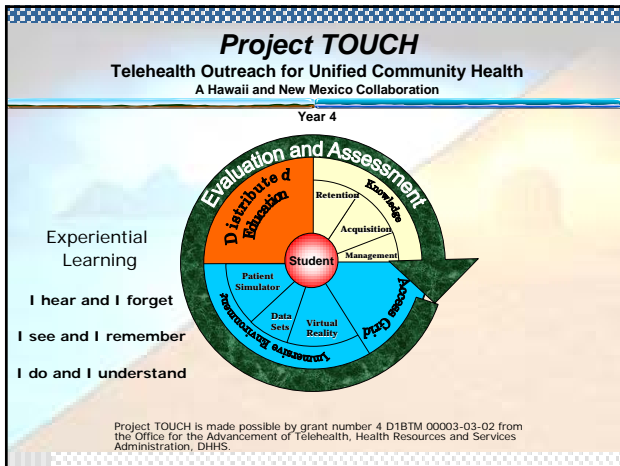 Project TOUCH
Telehealth Outreach for Unified Community Health
A Hawaii and New Mexico Collaboration
Year 4
Evaluation and Assessment
Distributed
Education
Knowledge
Retention
Acquisition
Management
Student
Experiential
Learning
I hear and I forget
I see and I remember
I do and I understand
Patient
Simulator
Data
Sets
Virtual
Reality
Immersive Environment
Access Grid
Project TOUCH is made possible by grant number 4 D1BTM 00003-03-02 from
the Office for the Advancement of Telehealth, Health Resources and Services
Administration, DHHS.